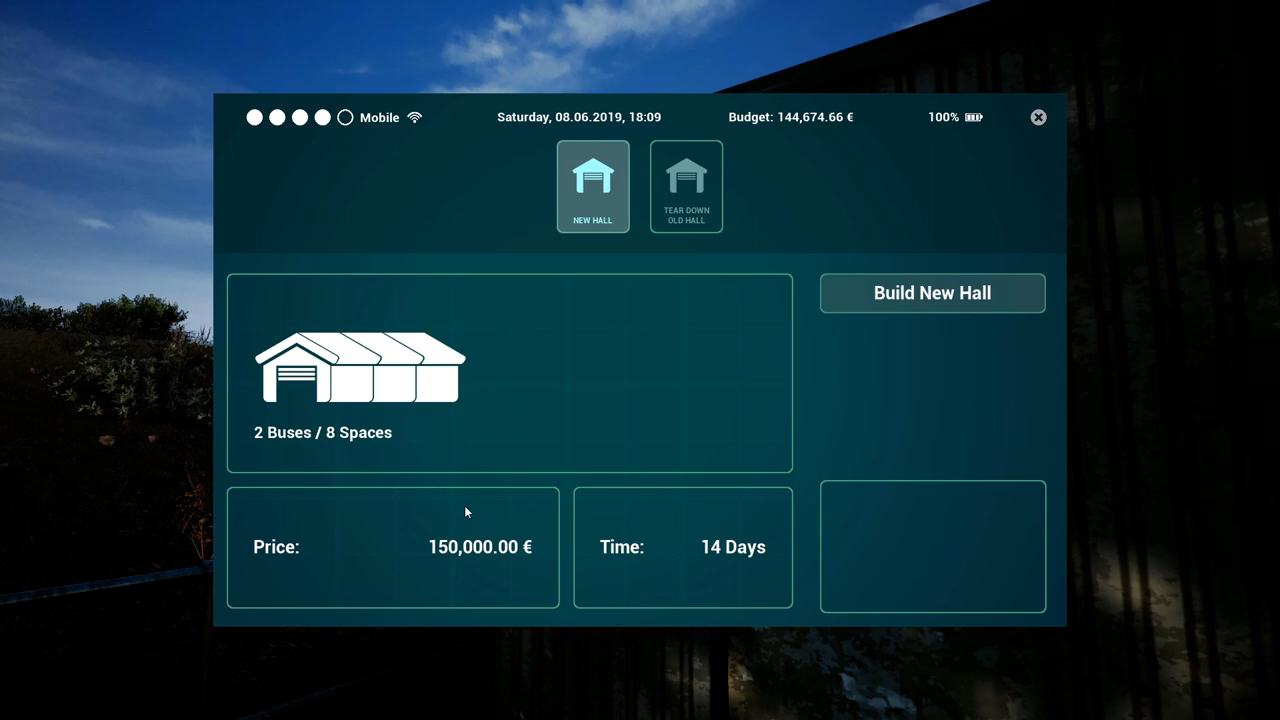 Mobile
Saturday, 08.06.2019, 18:09
Budget: 144,674.66 €
100%
NEW HALL
TEAR DOWN
OLD HALL
Build New Hall
2 Buses / 8 Spaces
Price: 150,000.00 €
Time: 14 Days